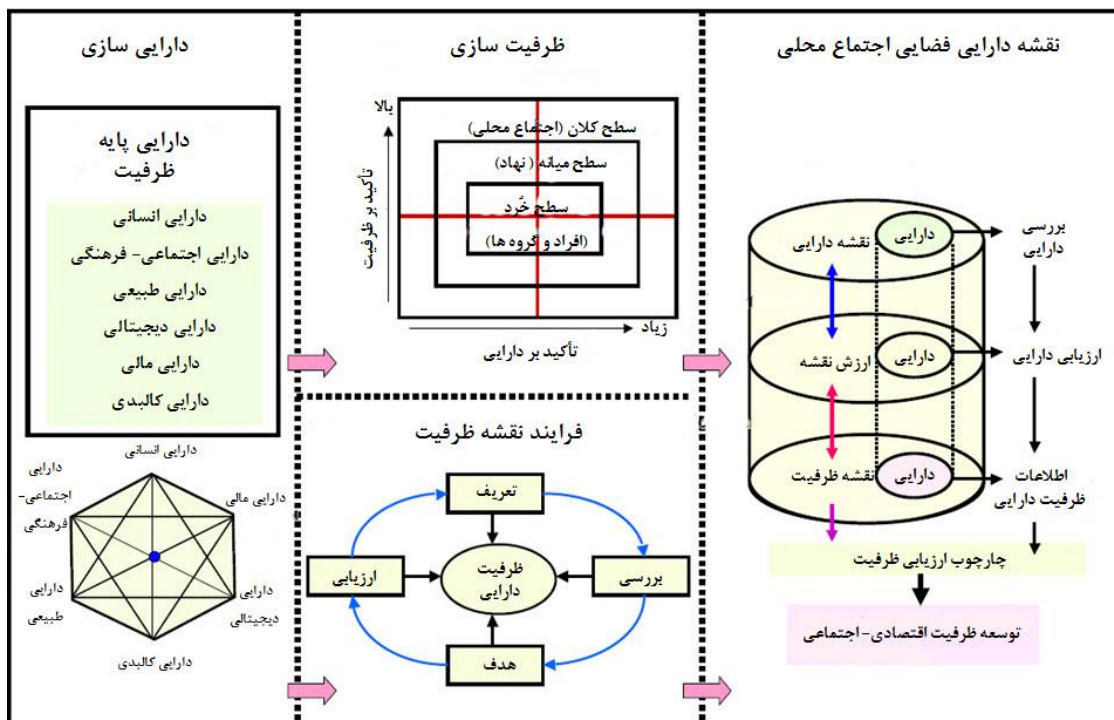 دارایی سازی
ظرفیت سازی
نقشه دارایی فضایی اجتماع محلی
دارایی پایه
ظرفیت
دارایی انسانی
دارایی اجتماعی- فرهنگی
دارایی طبیعی
دارایی دیجیتالی
دارایی مالی
دارایی کالبدی
دارایی انسانی
دارایی مالی
دارایی
دیجیتالی
دارایی کالبدی
دارایی
طبیعی
دارایی
اجتماعی-
فرهنگی
بالا
تأکید بر ظرفیت
سطح کلان (اجتماع محلی)
سطح میانه ( نهاد)
سطح خُرد
(افراد و گروه ها)
زیاد
تأکید بر دارایی
فرایند نقشه ظرفیت
تعریف
بررسی
هدف
ارزیابی
ظرفیت
دارایی
نقشه دارایی
دارایی
بررسی
دارایی
ارزش نقشه
دارایی
ارزیابی دارایی
نقشه ظرفیت
دارایی
اطلاعات
ظرفیت دارایی
چارچوب ارزیابی ظرفیت
توسعه ظرفیت اقتصادی- اجتماعی